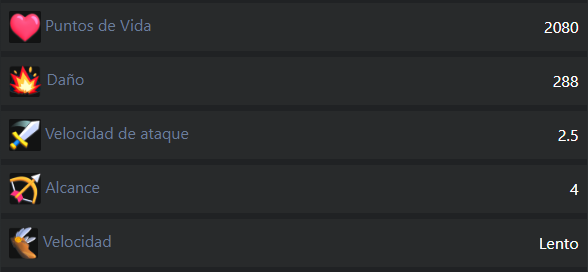 Puntos de Vida 2080
Daño 288
Velocidad de ataque 2.5
Alcance 4
Velocidad Lento